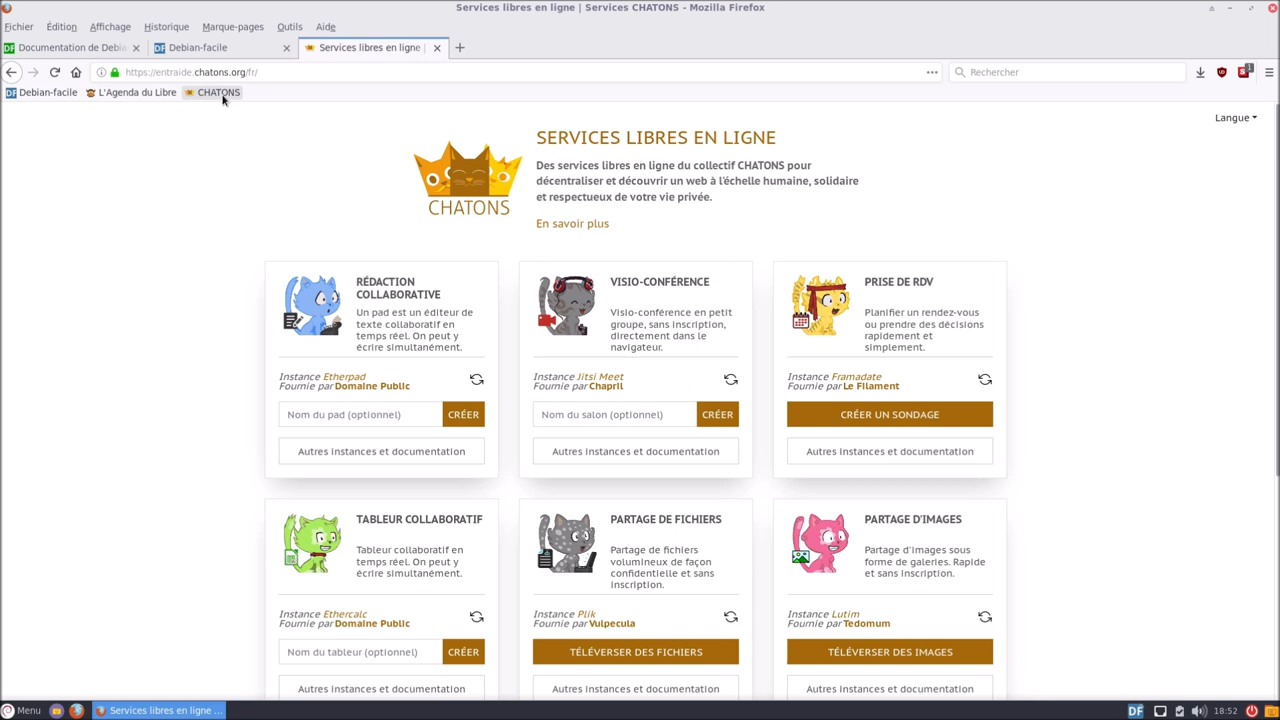 Services libres en ligne | Services CHATONS - Mozilla Firefox
Fichier Édition Affichage Historique Marque-pages Outils Aide
Documentation de Debia
Debian-facile
Services libres en ligne |
https://entraide.chatons.org/fr/
Rechercher
1
Debian-facile L'Agenda du Libre CHATONS
Langue
CHATONS
SERVICES LIBRES EN LIGNE
Des services libres en ligne du collectif CHATONS pour
décentraliser et découvrir un web à l'échelle humaine, solidaire
et respectueux de votre vie privée.
En savoir plus
RÉDACTION
COLLABORATIVE
Un pad est un éditeur de
texte collaboratif en
temps réel. On peut y
écrire simultanément.
Instance Etherpad
Fournie par Domaine Public
Nom du pad (optionnel) CRÉER
Autres instances et documentation
VISIO-CONFÉRENCE
Visio-conférence en petit
groupe, sans inscription,
directement dans le
navigateur.
Instance Jitsi Meet
Fournie par Chapril
Nom du salon (optionnel) CRÉER
Autres instances et documentation
PRISE DE RDV
Planifier un rendez-vous
ou prendre des décisions
rapidement et
simplement.
Instance Framadate
Fournie par Le Filament
CRÉER UN SONDAGE
Autres instances et documentation
TABLEUR COLLABORATIF
Tableur collaboratif en
temps réel. On peut y
écrire simultanément.
Instance Ethercalc
Fournie par Domaine Public
Nom du tableur (optionnel) CRÉER
Autres instances et documentation
PARTAGE DE FICHIERS
Partage de fichiers
volumineux de façon
confidentielle et sans
inscription.
Instance Plik
Fournie par Vulpecula
TÉLÉVERSER DES FICHIERS
Autres instances et documentation
PARTAGE D'IMAGES
Partage d'images sous
forme de galeries. Rapide
et sans inscription.
Instance Lutim
Fournie par Tedomum
TÉLÉVERSER DES IMAGES
Autres instances et documentation
Menu
Services libres en ligne ...
DF
18:52